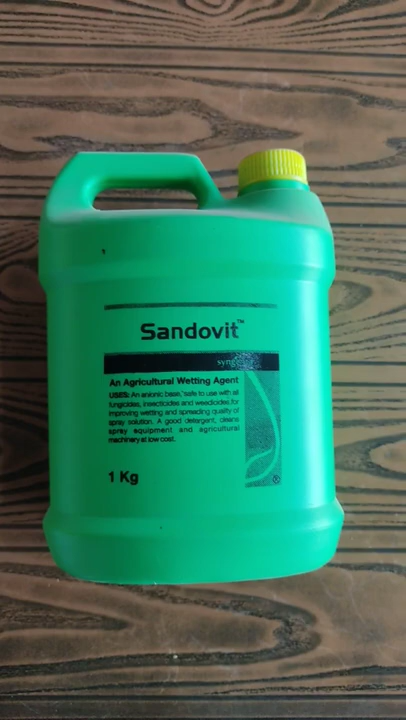 Sandovit™
An Agricultural Wetting Agent
USES: An anionic base, safe to use with all
fungicides, insecticides and weedicides for
improving wetting and spreading quality of
spray solution. A good detergent, cleans
spray equipment and agricultural
machinery at low cost.
1 Kg
®